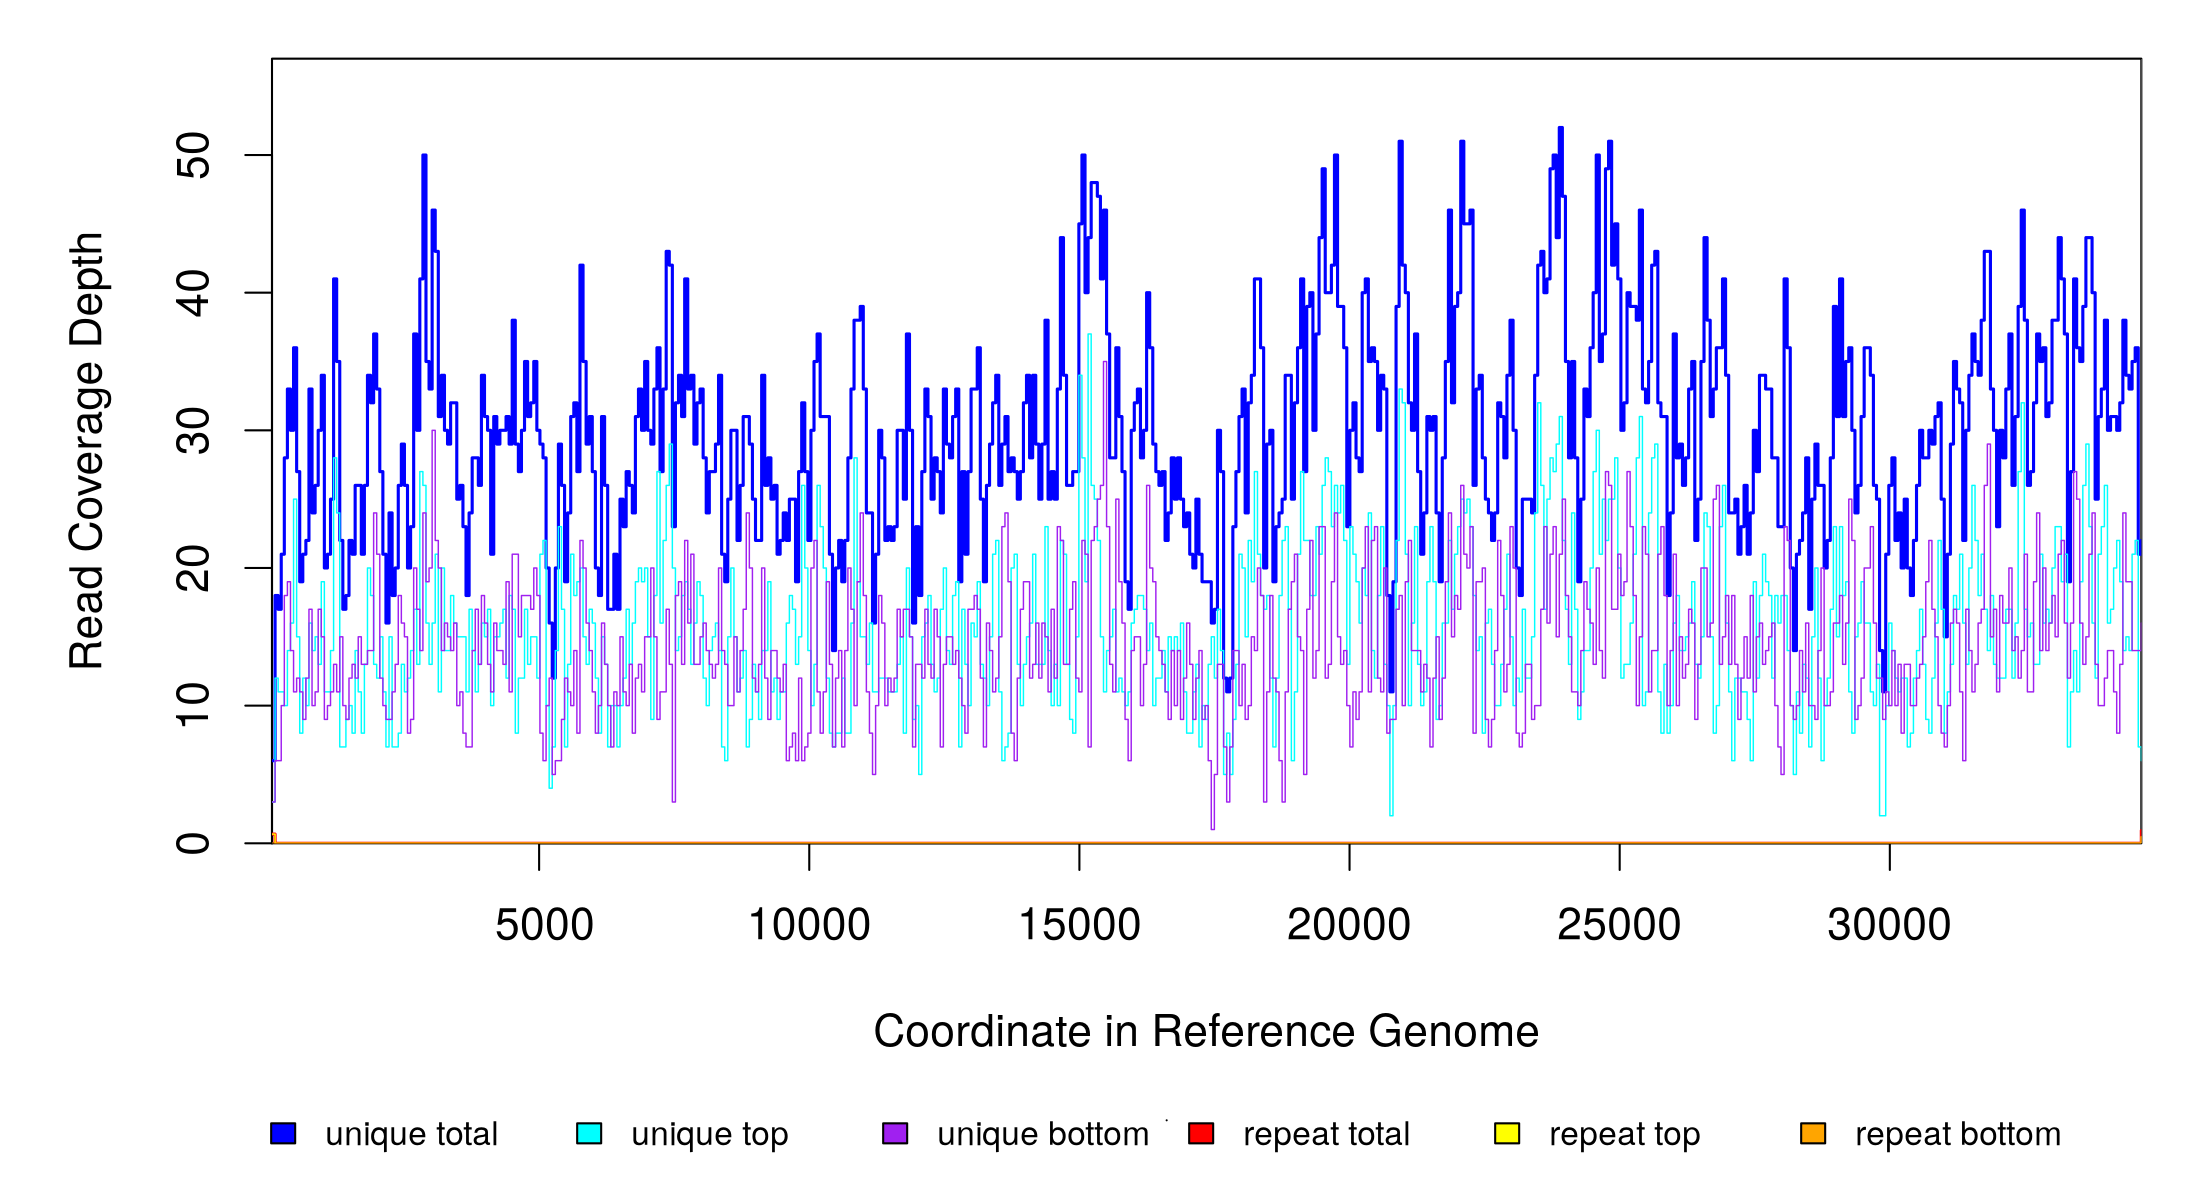 Read Coverage Depth
50
40
30
20
10
0
5000 10000 15000 20000 25000 30000
Coordinate in Reference Genome
unique total unique top unique bottom repeat total repeat top repeat bottom